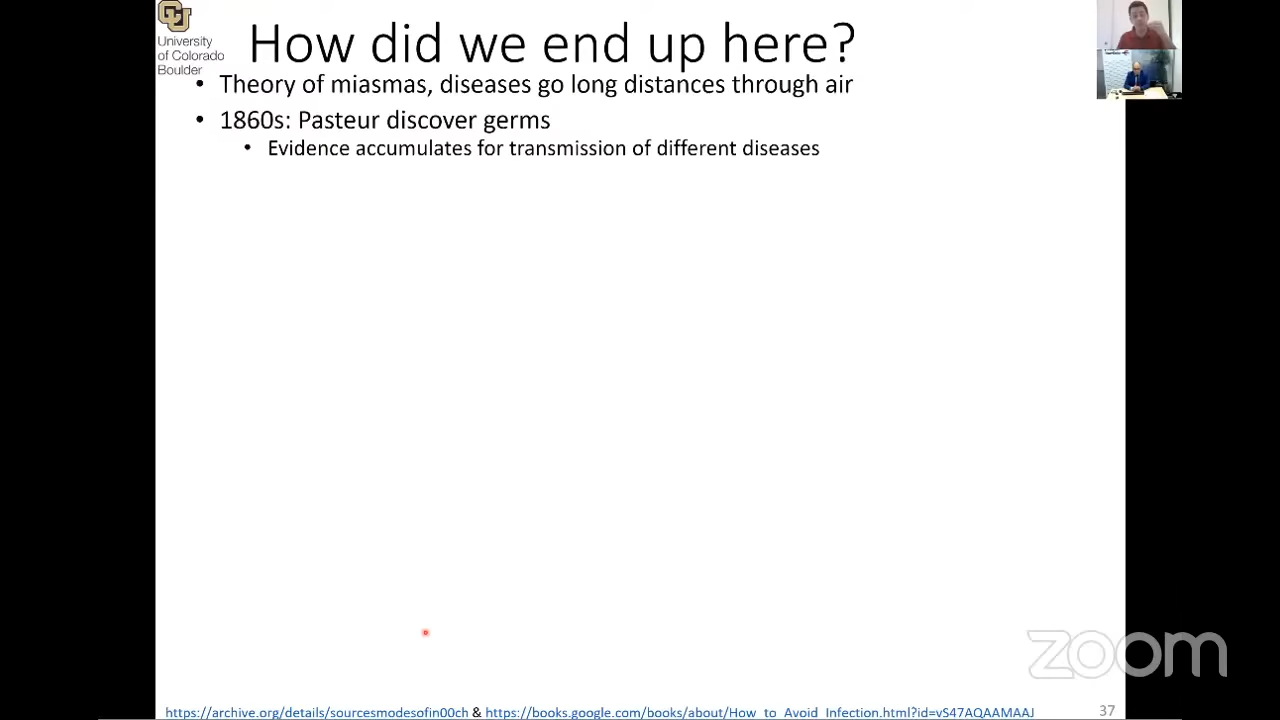 University
of Colorado
Boulder
How did we end up here?
• Theory of miasmas, diseases go long distances through air
• 1860s: Pasteur discover germs
• Evidence accumulates for transmission of different diseases
zoom
https://archive.org/details/sourcesmodesofin00ch & https://books.google.com/books/about/How_to_Avoid_Infection.html?id=vS47AQAAMAAJ
37